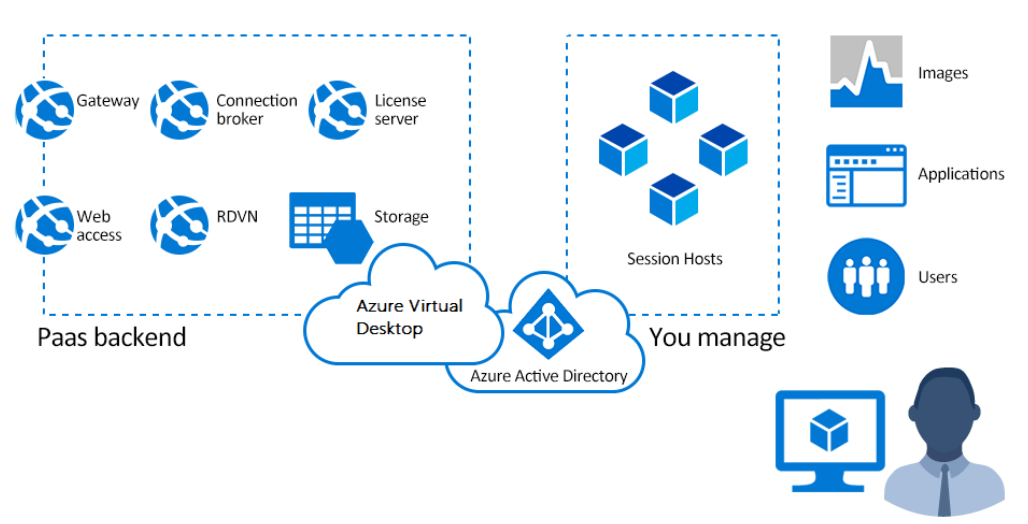 Gateway
Connection
broker
License
server
Web
access
RDVN
Storage
Azure Virtual
Desktop
Paas backend
Azure Active Directory
Session Hosts
You manage
Images
Applications
Users